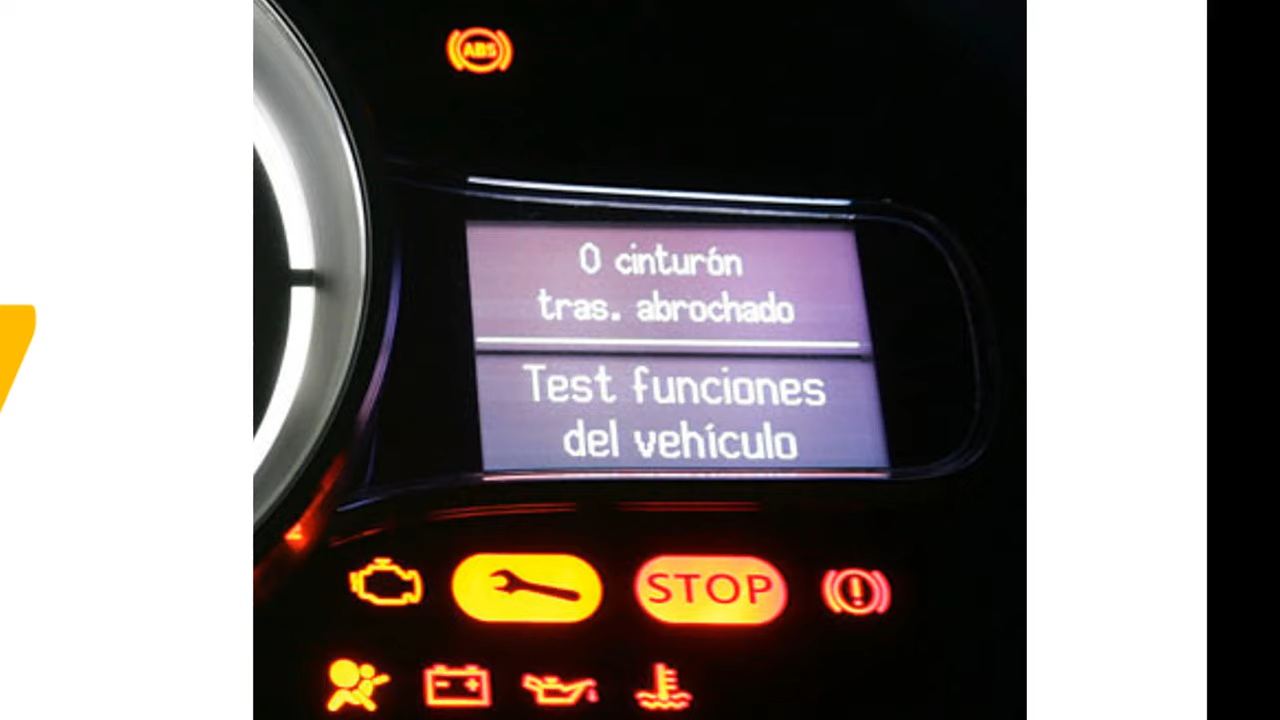 ABS
0 cinturón
tras. abrochado
Test funciones
del vehículo
STOP